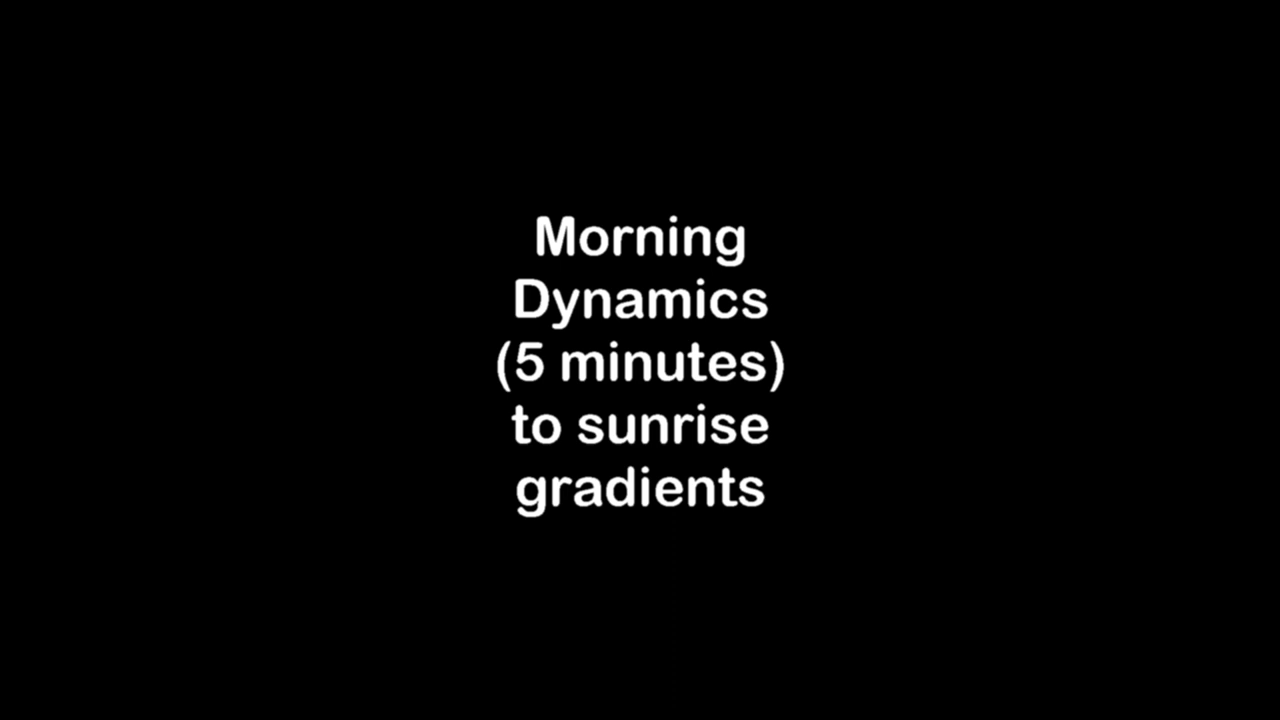 Morning
Dynamics
(5 minutes)
to sunrise
gradients